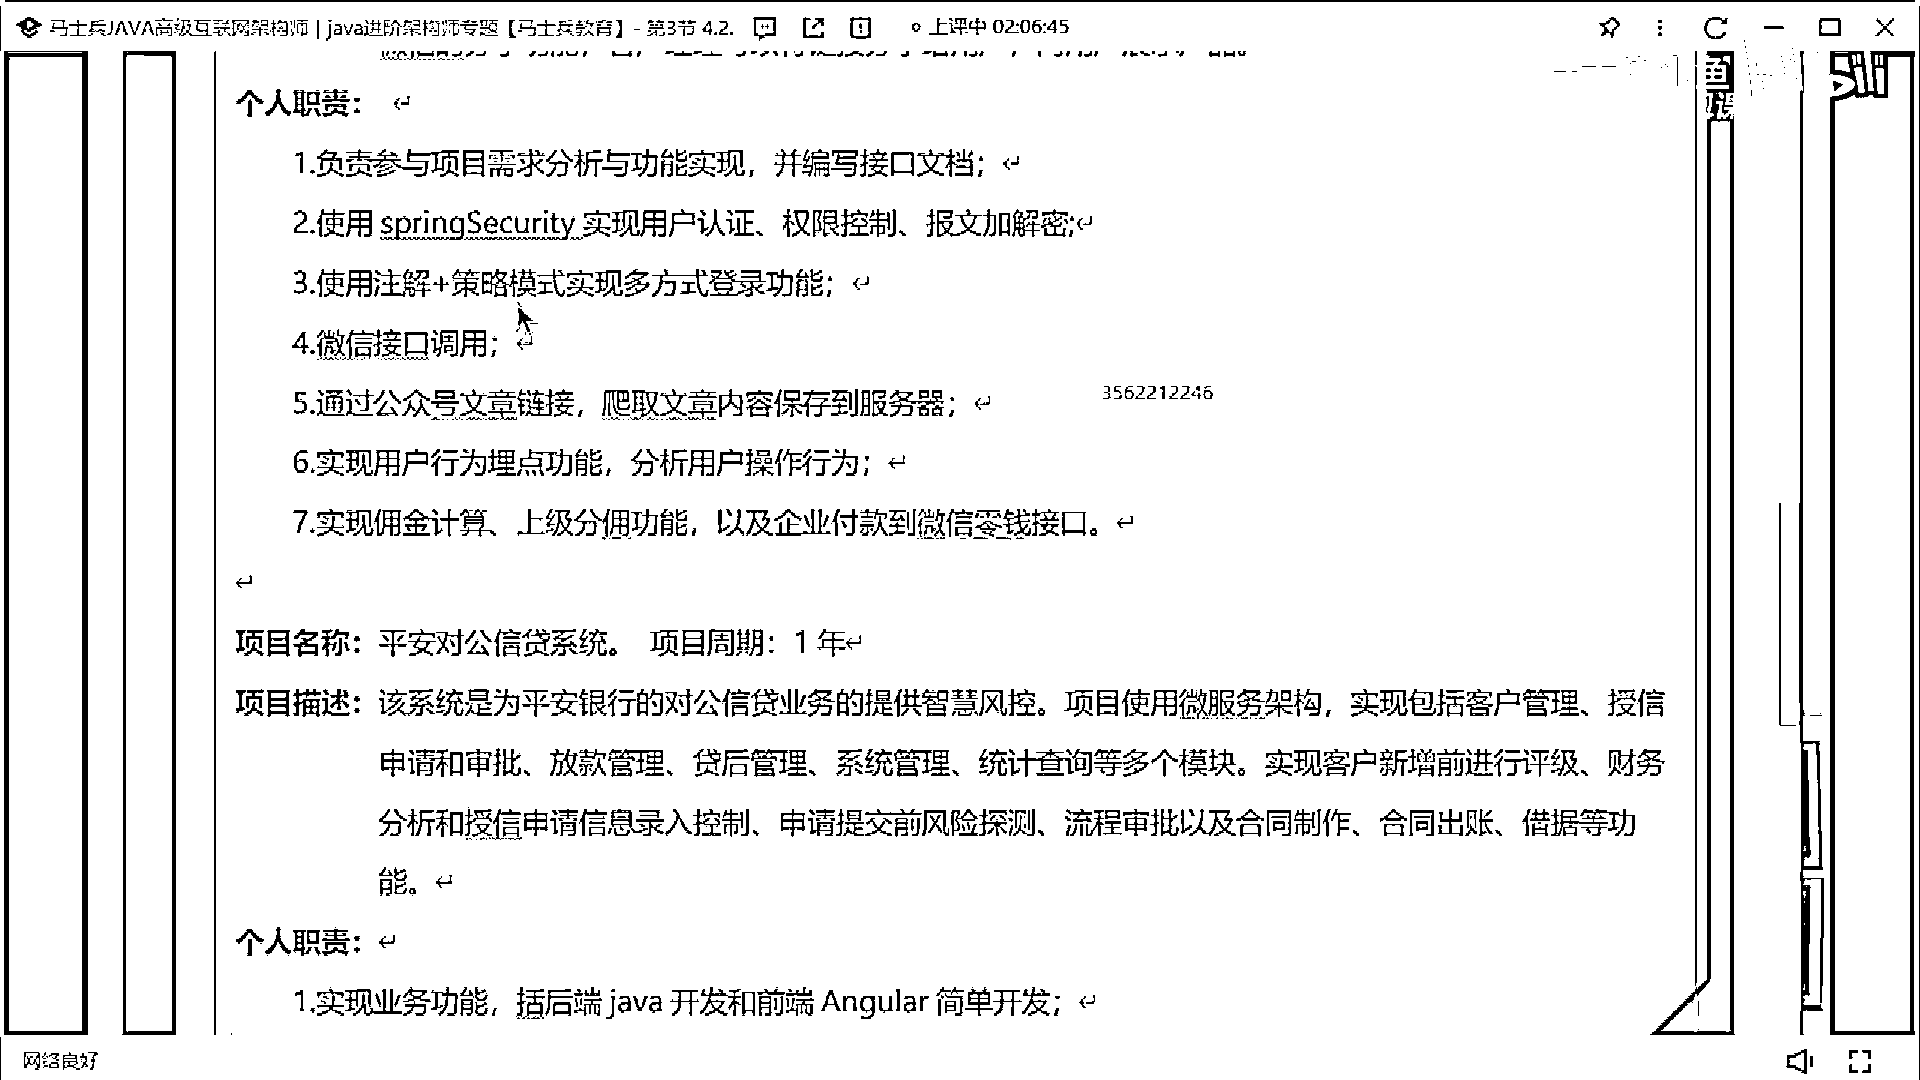 马士兵JAVA高级互联网架构师 | java进阶架构师专题【马士兵教育】- 第3节 4.2. 上课中 02:06:45
个人职责：
1.负责参与项目需求分析与功能实现，并编写接口文档；
2.使用 springSecurity 实现用户认证、权限控制、报文加解密;
3.使用注解+策略模式实现多方式登录功能；
4.微信接口调用；
5.通过公众号文章链接，爬取文章内容保存到服务器；
3562212246
6.实现用户行为埋点功能，分析用户操作行为；
7.实现佣金计算、上级分佣功能，以及企业付款到微信零钱接口。
项目名称：平安对公信贷系统。 项目周期：1 年
项目描述：该系统是为平安银行的对公信贷业务的提供智慧风控。项目使用微服务架构，实现包括客户管理、授信
申请和审批、放款管理、贷后管理、系统管理、统计查询等多个模块。实现客户新增前进行评级、财务
分析和授信申请信息录入控制、申请提交前风险探测、流程审批以及合同制作、合同出账、借据等功
能。
个人职责：
1.实现业务功能，括后端 java 开发和前端 Angular 简单开发；
网络良好